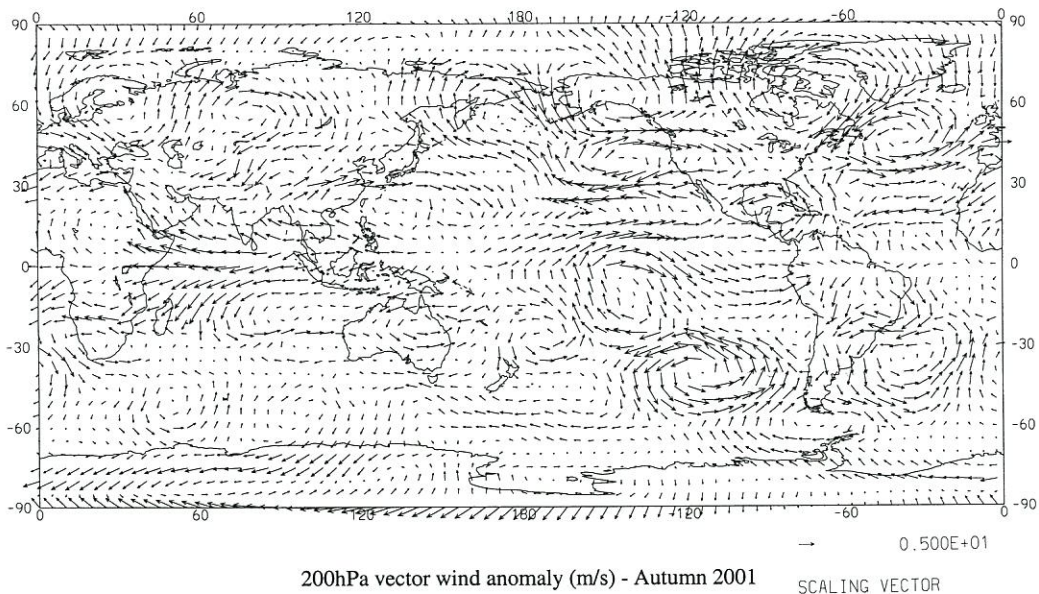 0 60 120 180 -120 -60 0
90 90
60 60
30 30
0 0
-30 -30
-60 -60
-90 -90
0 60 120 180 -120 -60 0
0.500E+01
200hPa vector wind anomaly (m/s) - Autumn 2001
SCALING VECTOR